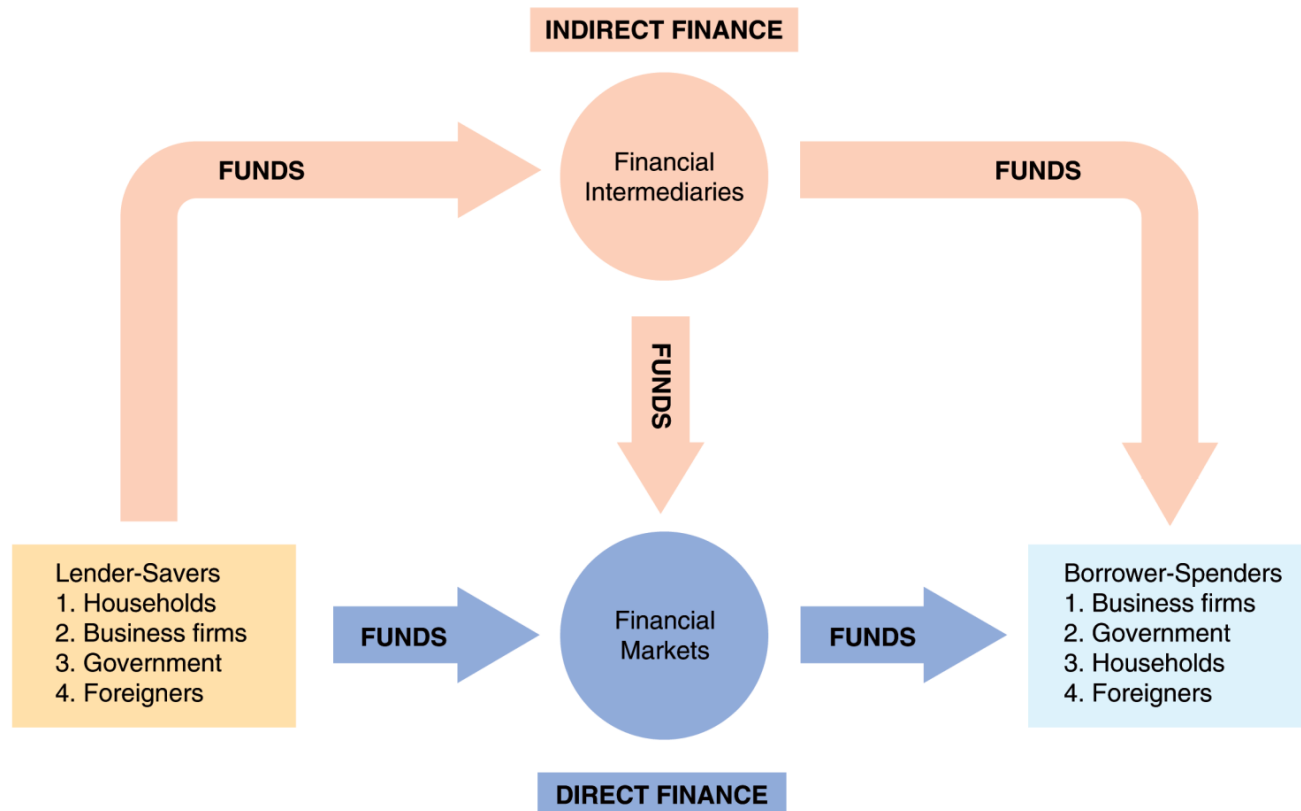 INDIRECT FINANCE
FUNDS
Financial
Intermediaries
FUNDS
FUNDS
Lender-Savers
1. Households
2. Business firms
3. Government
4. Foreigners
FUNDS
Financial
Markets
FUNDS
Borrower-Spenders
1. Business firms
2. Government
3. Households
4. Foreigners
DIRECT FINANCE